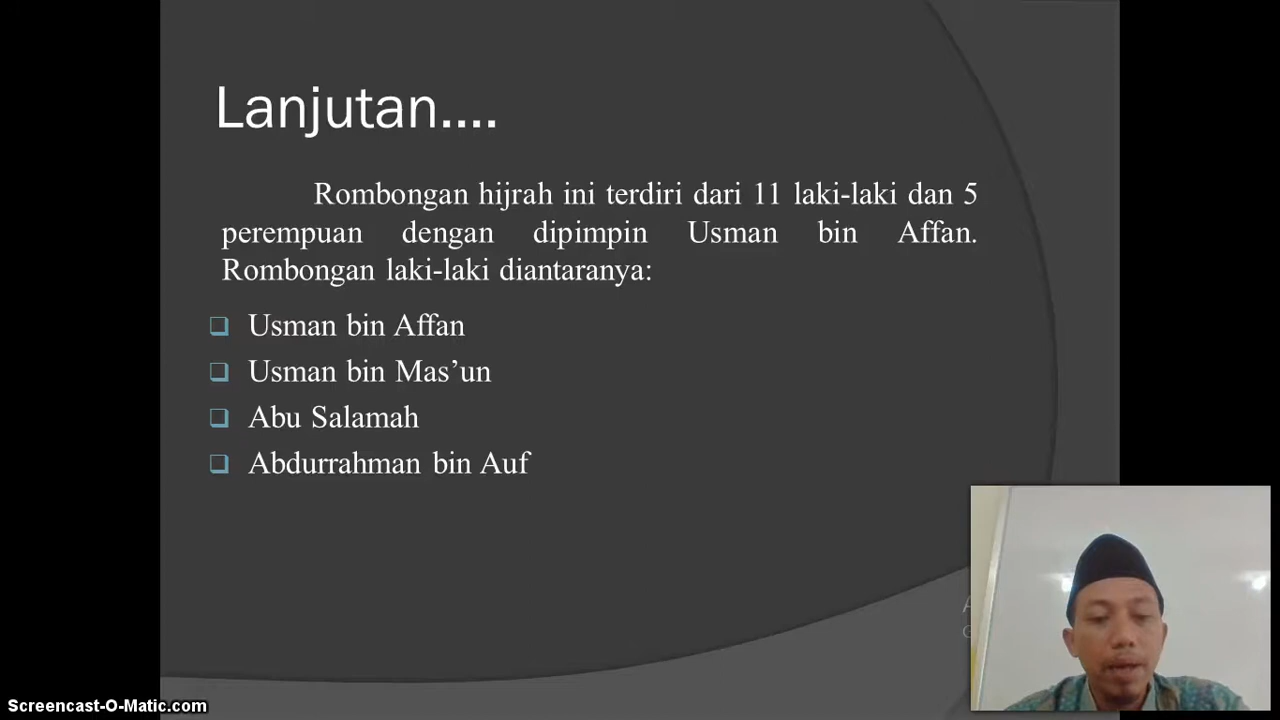 Lanjutan....
Rombongan hijrah ini terdiri dari 11 laki-laki dan 5
perempuan dengan dipimpin Usman bin Affan.
Rombongan laki-laki diantaranya:
❑ Usman bin Affan
❑ Usman bin Mas’un
❑ Abu Salamah
❑ Abdurrahman bin Auf
Screencast-O-Matic.com